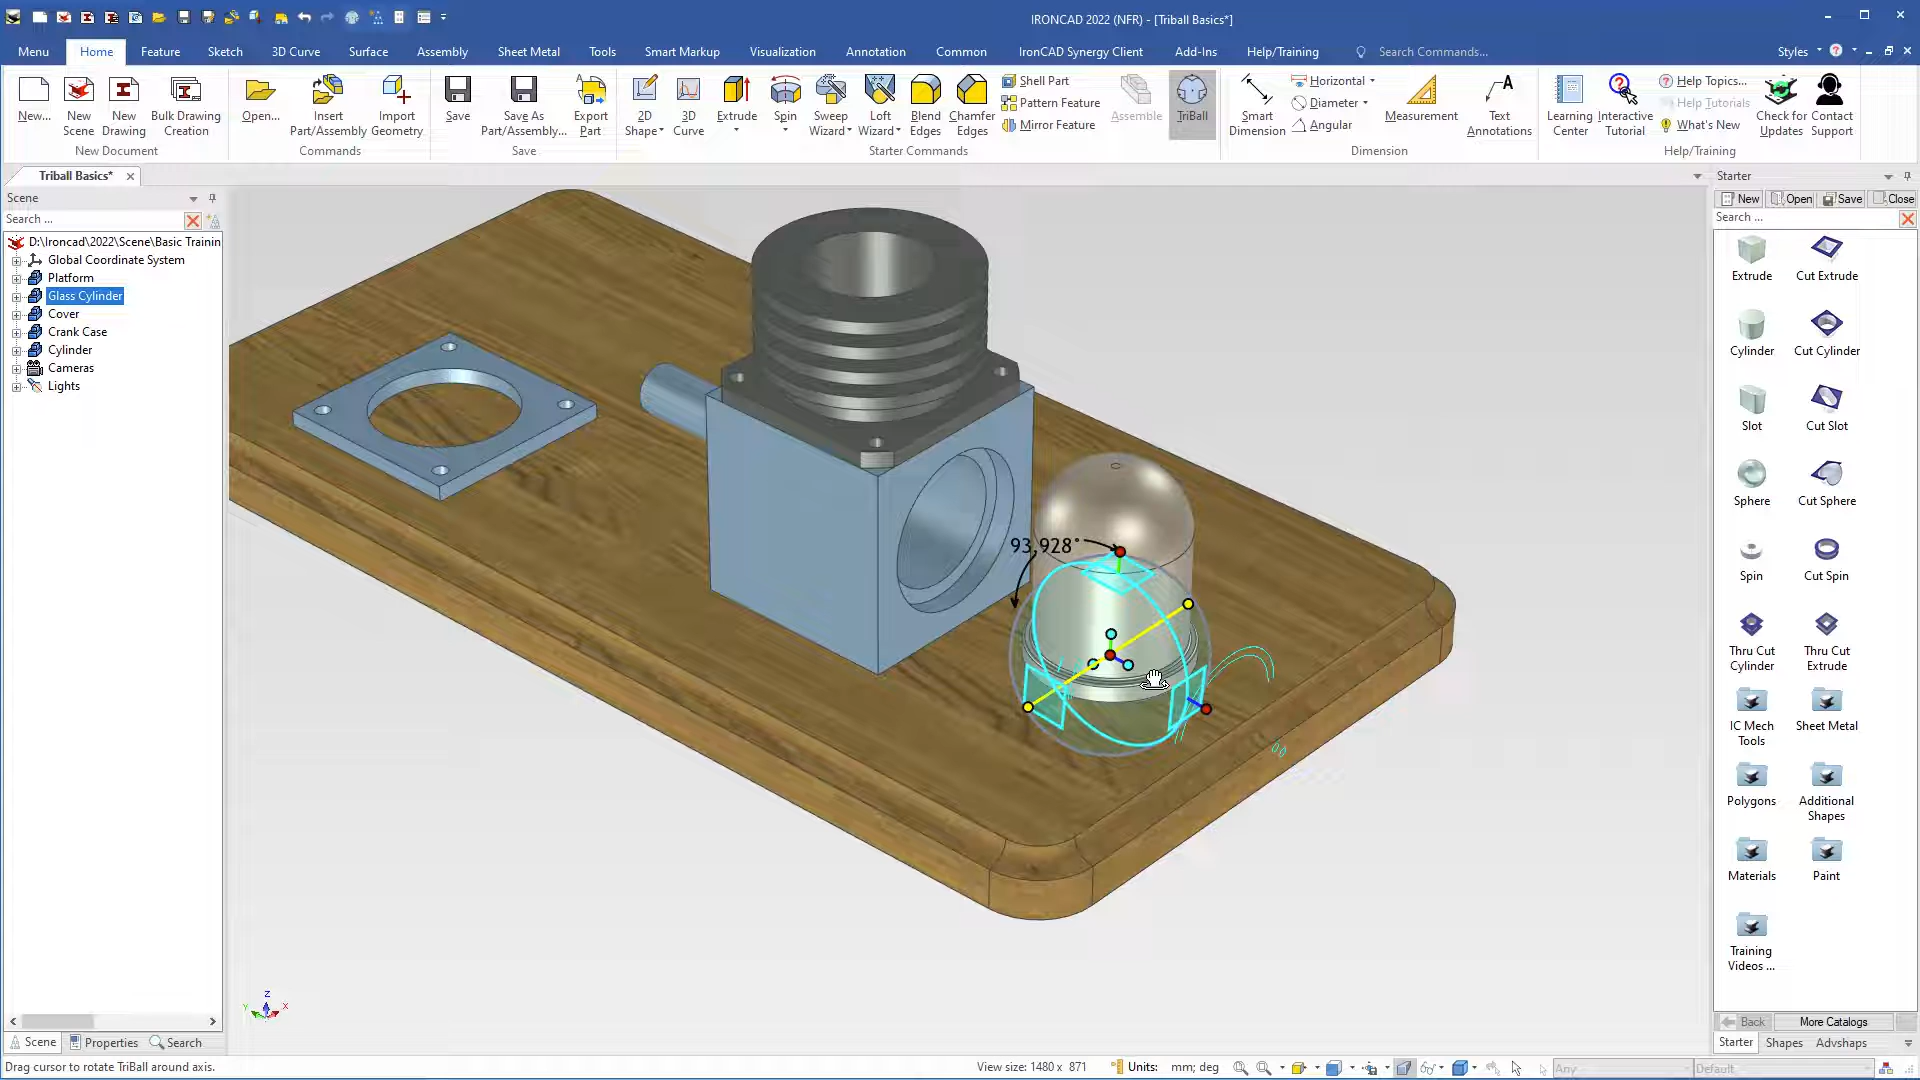 IRONCAD 2022 (NFR) - [Triball Basics*]
Menu Home Feature Sketch 3D Curve Surface Assembly Sheet Metal Tools Smart Markup Visualization Annotation Common IronCAD Synergy Client Add-Ins Help/Training Search Commands... Styles
New... New Scene New Drawing Bulk Drawing Creation
New Document
Open... Insert Part/Assembly Import Geometry
Commands
Save Save As Part/Assembly... Export Part
Save
2D Shape 3D Curve Extrude Spin Sweep Wizard Loft Wizard Blend Edges Chamfer Edges
Shell Part
Pattern Feature
Mirror Feature
Assemble TriBall
Starter Commands
Smart Dimension
Horizontal
Diameter
Angular
Measurement Text Annotations
Dimension
Learning Center Interactive Tutorial
Help Topics...
Help Tutorials
What's New
Check for Updates Contact Support
Help/Training
Triball Basics*
Scene
Search ...
D:\Ironcad\2022\Scene\Basic Trainin
Global Coordinate System
Platform
Glass Cylinder
Cover
Crank Case
Cylinder
Cameras
Lights
93,928°
Z
Y X
Starter
New Open Save Close
Search ...
Extrude Cut Extrude
Cylinder Cut Cylinder
Slot Cut Slot
Sphere Cut Sphere
Spin Cut Spin
Thru Cut Cylinder Thru Cut Extrude
IC Mech Tools Sheet Metal
Polygons Additional Shapes
Materials Paint
Training Videos ...
Back More Catalogs
Starter Shapes Advshaps
Scene Properties Search
Drag cursor to rotate TriBall around axis.
View size: 1480 x 871 Units: mm; deg Any Default